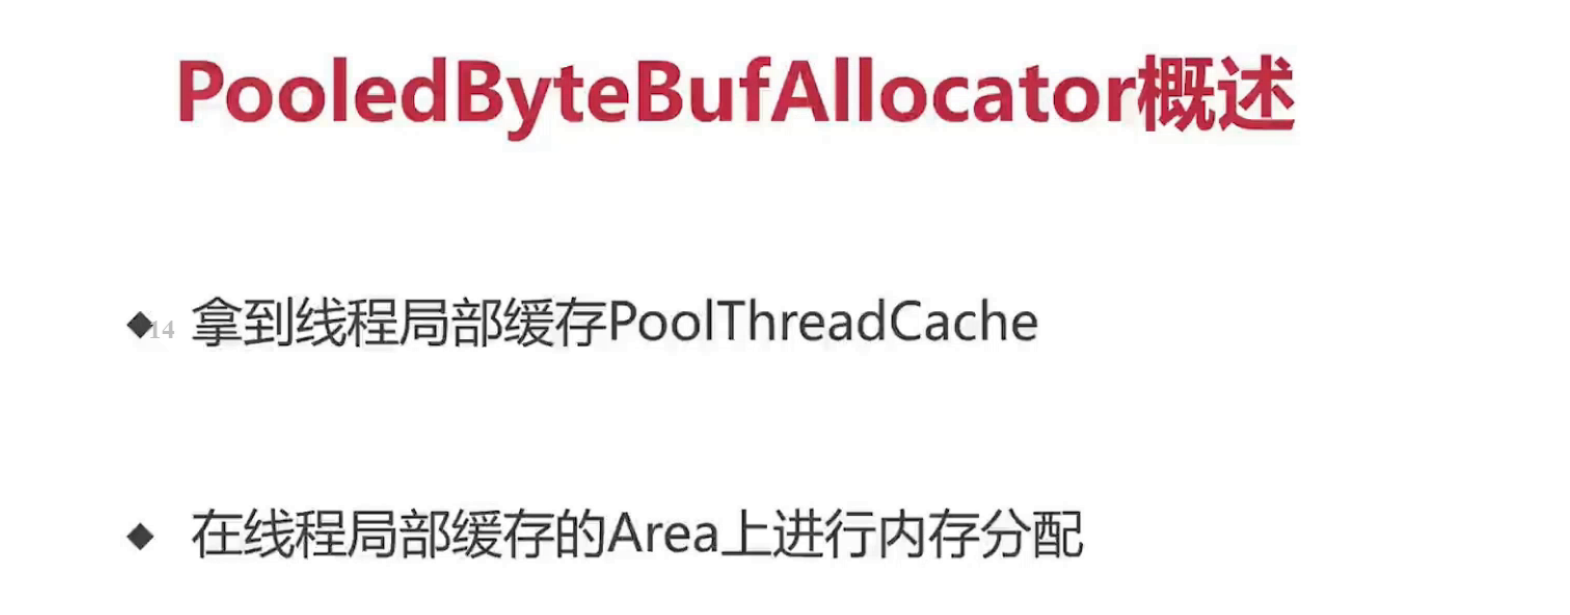 PooledByteBufAllocator概述
14 拿到线程局部缓存PoolThreadCache
在线程局部缓存的Area上进行内存分配